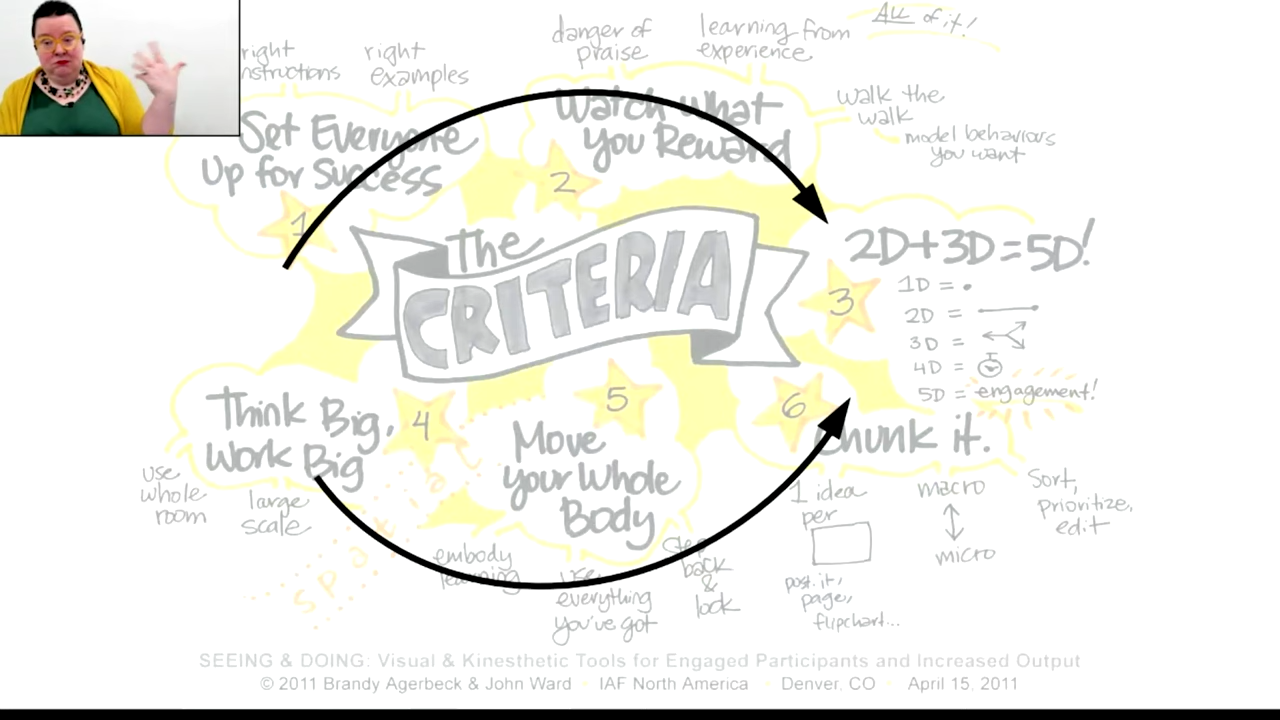 All of it!
danger of
praise
learning from
experience
right
nstructions
right
examples
Set Everyone
Up for Success
1
Watch what
You Reward
2
walk the
walk
model behaviours
you want
the
CRITERIA
2D+3D=5D!
3
1D =
2D =
3D =
4D =
5D = engagement!
Think Big,
Work Big
4
use
whole
room
large
scale
5
Move
your Whole
Body
embody
learning
use
everything
you've got
Step
back
&
look
6
Chunk it.
1 idea
per
post.it,
page,
flipchart...
macro
micro
Sort,
prioritize,
edit
SEEING & DOING: Visual & Kinesthetic Tools for Engaged Participants and Increased Output
© 2011 Brandy Agerbeck & John Ward • IAF North America • Denver, CO • April 15, 2011